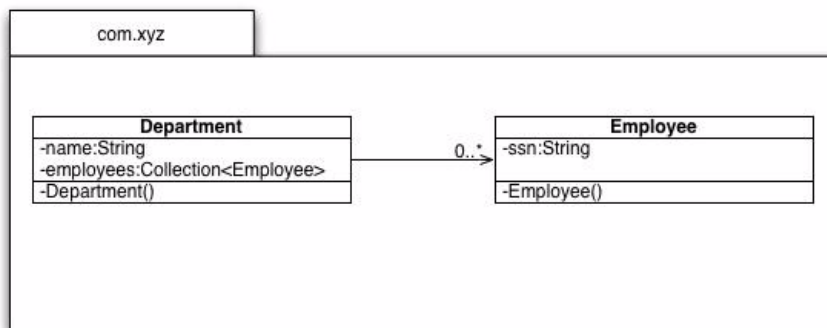 com.xyz
Department
-name:String
-employees:Collection<Employee>
-Department()
0..*
Employee
-ssn:String
-Employee()